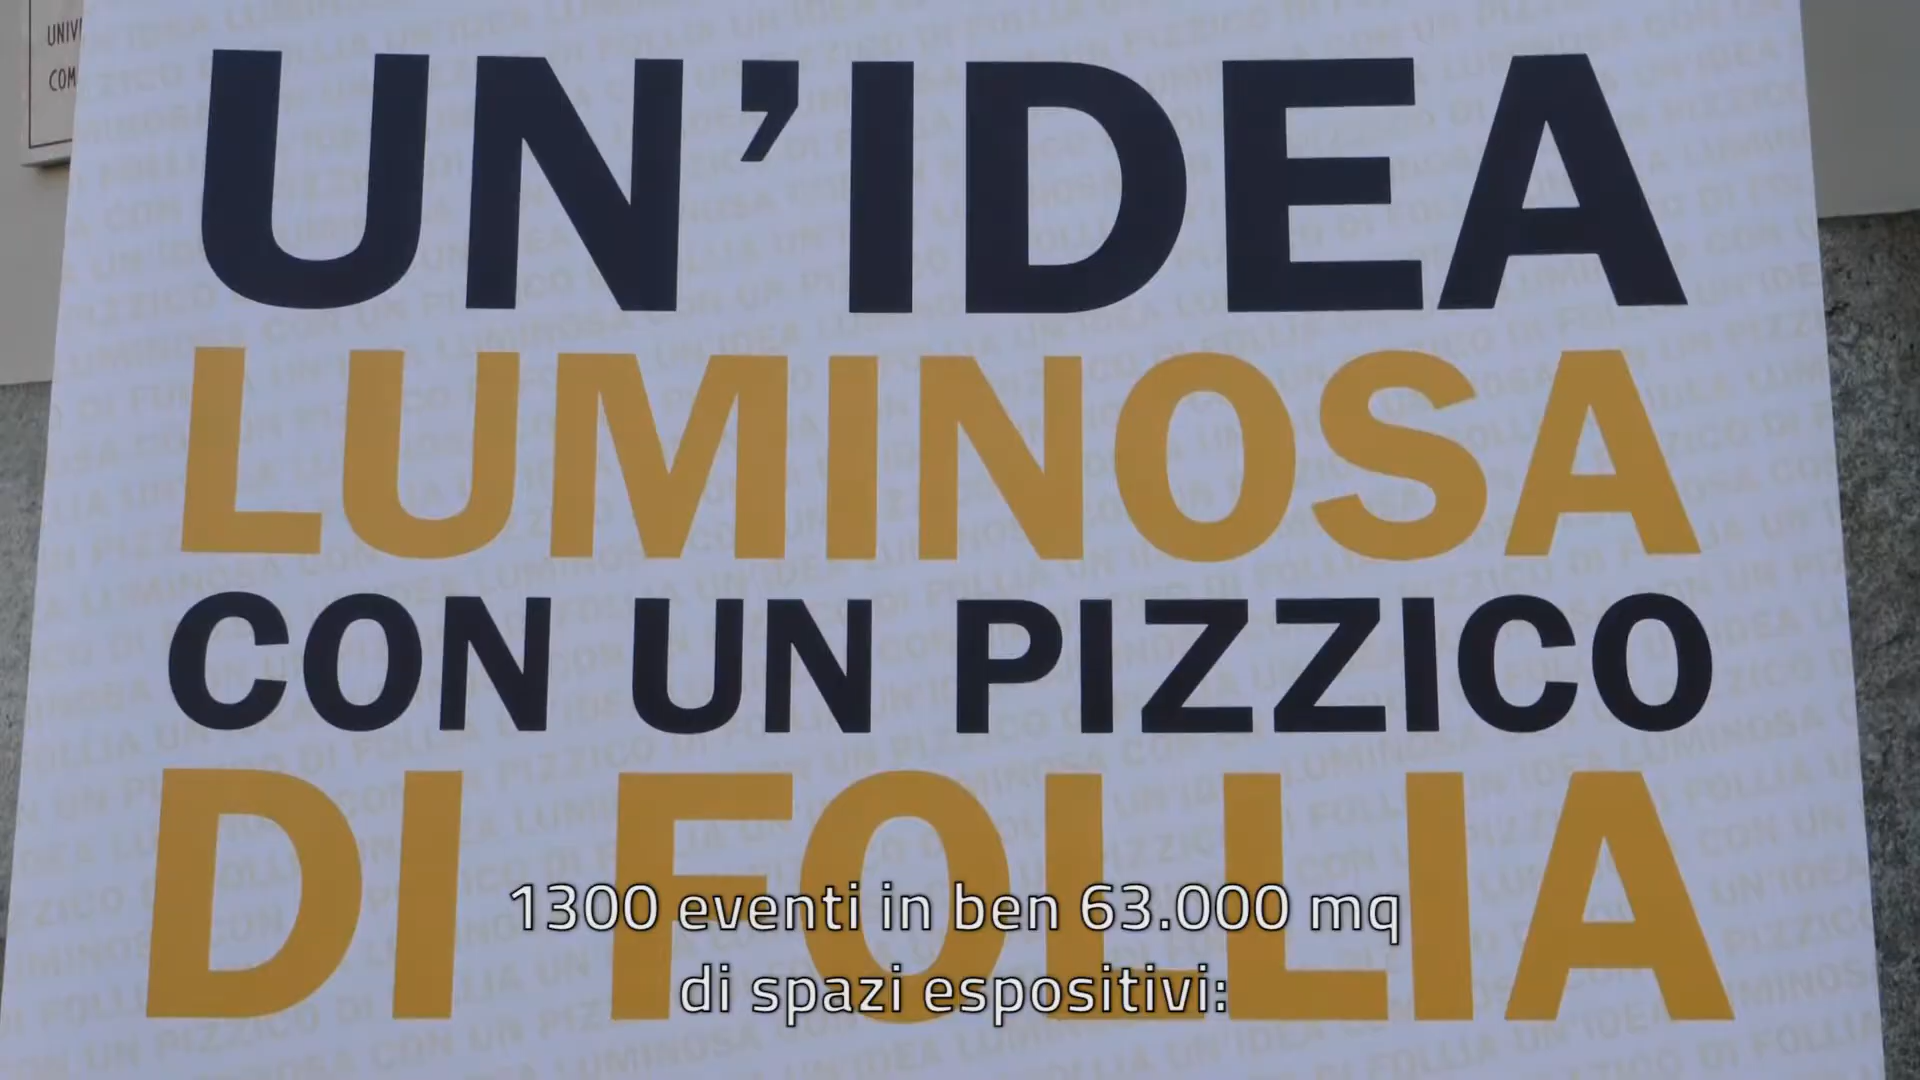 UN'IDEA
LUMINOSA
CON UN PIZZICO
DI FOLLIA
1300 eventi in ben 63.000 mq
di spazi espositivi: